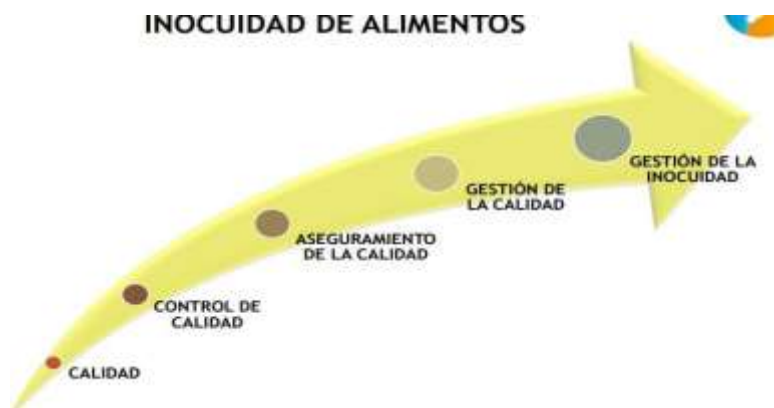 INOCUIDAD DE ALIMENTOS
GESTIÓN DE LA
INOCUIDAD
GESTIÓN DE
LA CALIDAD
ASEGURAMIENTO
DE LA CALIDAD
CONTROL DE
CALIDAD
CALIDAD